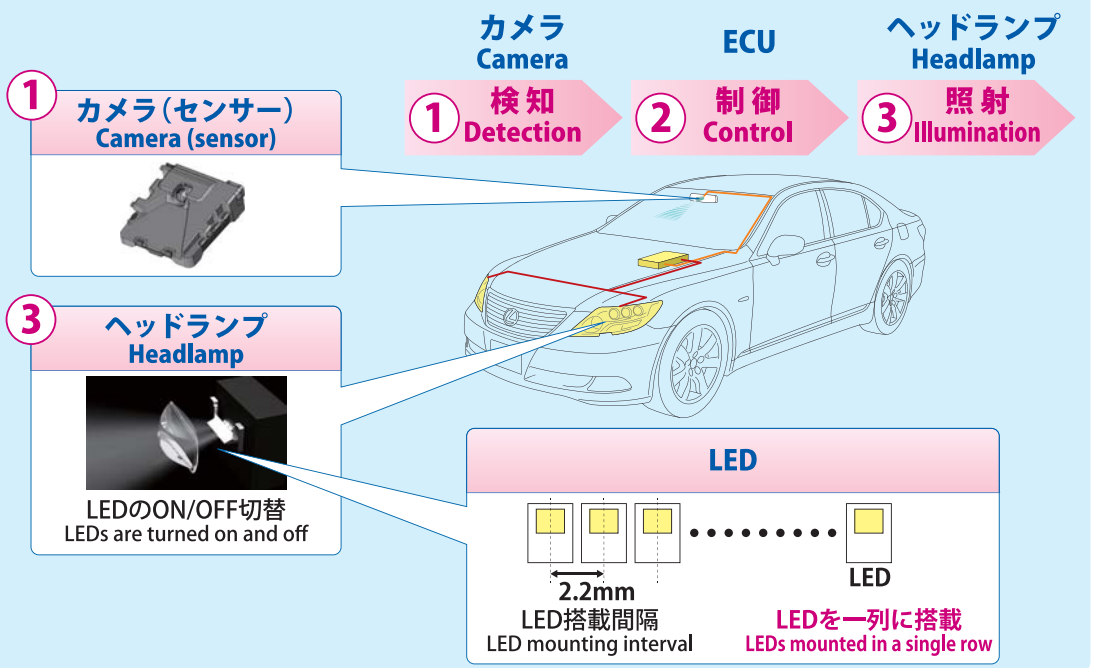 カメラ
Camera
ECU
ヘッドランプ
Headlamp
① 検知
Detection
② 制御
Control
③ 照射
Illumination
①
カメラ(センサー)
Camera (sensor)
③
ヘッドランプ
Headlamp
LEDのON/OFF切替
LEDs are turned on and off
LED
2.2mm
LED搭載間隔
LED mounting interval
LED
LEDを一列に搭載
LEDs mounted in a single row